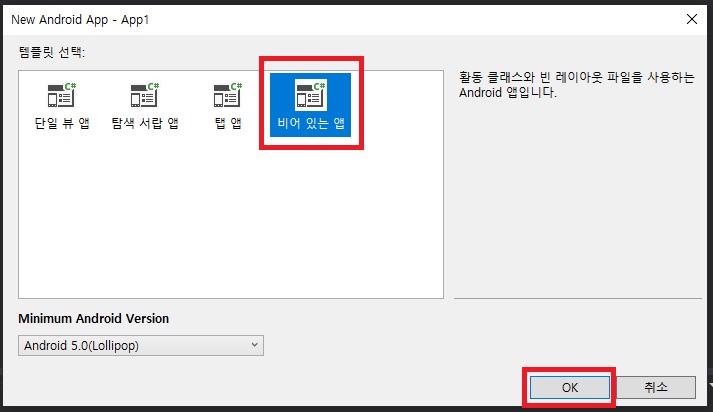 New Android App - App1
템플릿 선택:
C# C# C# C#
단일 뷰 앱 탐색 서랍 앱 탭 앱 비어 있는 앱
활동 클래스와 빈 레이아웃 파일을 사용하는
Android 앱입니다.
Minimum Android Version
Android 5.0(Lollipop)
OK 취소